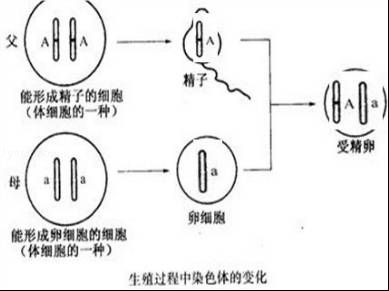 父
A A
能形成精子的细胞
（体细胞的一种）
A
精子
A a
受精卵
母
a a
能形成卵细胞的细胞
（体细胞的一种）
a
卵细胞
生殖过程中染色体的变化